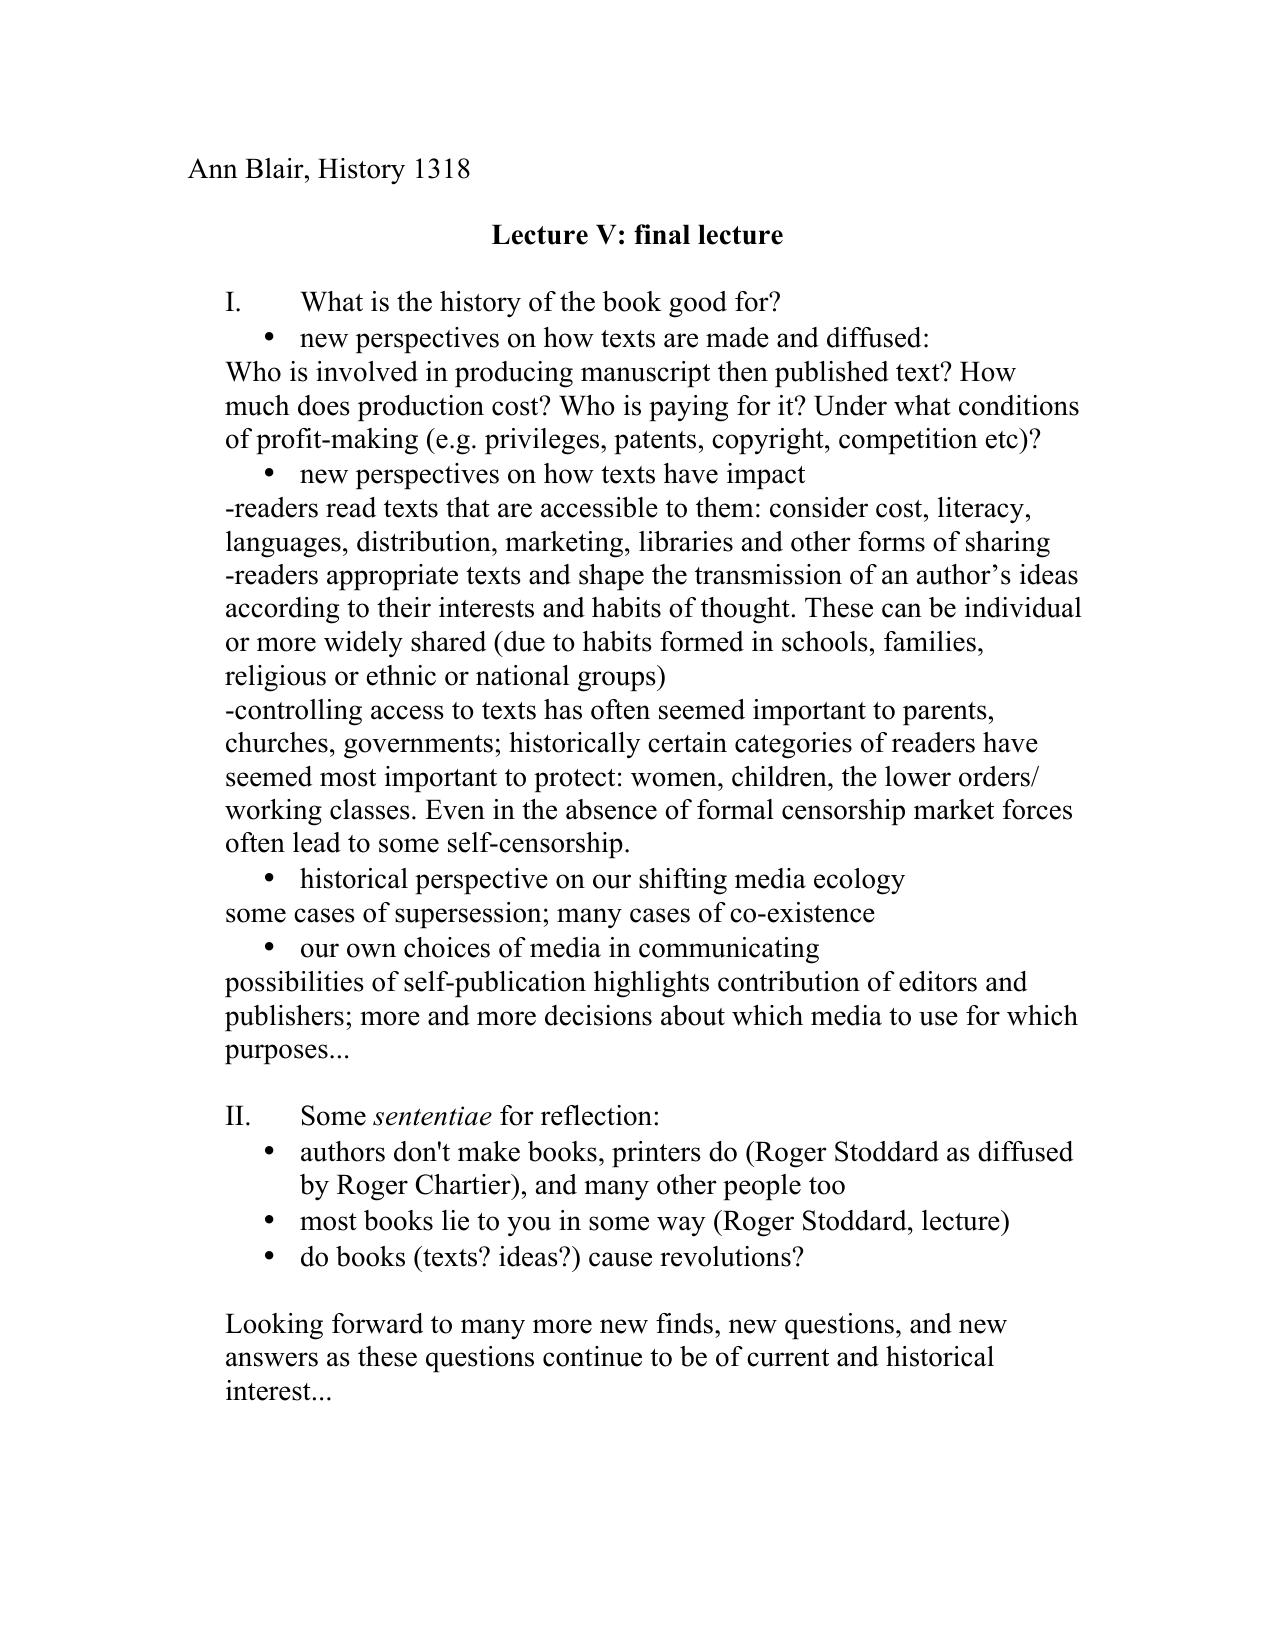 Ann Blair, History 1318
Lecture V: final lecture
I. What is the history of the book good for?
• new perspectives on how texts are made and diffused:
Who is involved in producing manuscript then published text? How
much does production cost? Who is paying for it? Under what conditions
of profit-making (e.g. privileges, patents, copyright, competition etc)?
• new perspectives on how texts have impact
-readers read texts that are accessible to them: consider cost, literacy,
languages, distribution, marketing, libraries and other forms of sharing
-readers appropriate texts and shape the transmission of an author’s ideas
according to their interests and habits of thought. These can be individual
or more widely shared (due to habits formed in schools, families,
religious or ethnic or national groups)
-controlling access to texts has often seemed important to parents,
churches, governments; historically certain categories of readers have
seemed most important to protect: women, children, the lower orders/
working classes. Even in the absence of formal censorship market forces
often lead to some self-censorship.
• historical perspective on our shifting media ecology
some cases of supersession; many cases of co-existence
• our own choices of media in communicating
possibilities of self-publication highlights contribution of editors and
publishers; more and more decisions about which media to use for which
purposes...
II. Some sententiae for reflection:
• authors don't make books, printers do (Roger Stoddard as diffused
by Roger Chartier), and many other people too
• most books lie to you in some way (Roger Stoddard, lecture)
• do books (texts? ideas?) cause revolutions?
Looking forward to many more new finds, new questions, and new
answers as these questions continue to be of current and historical
interest...